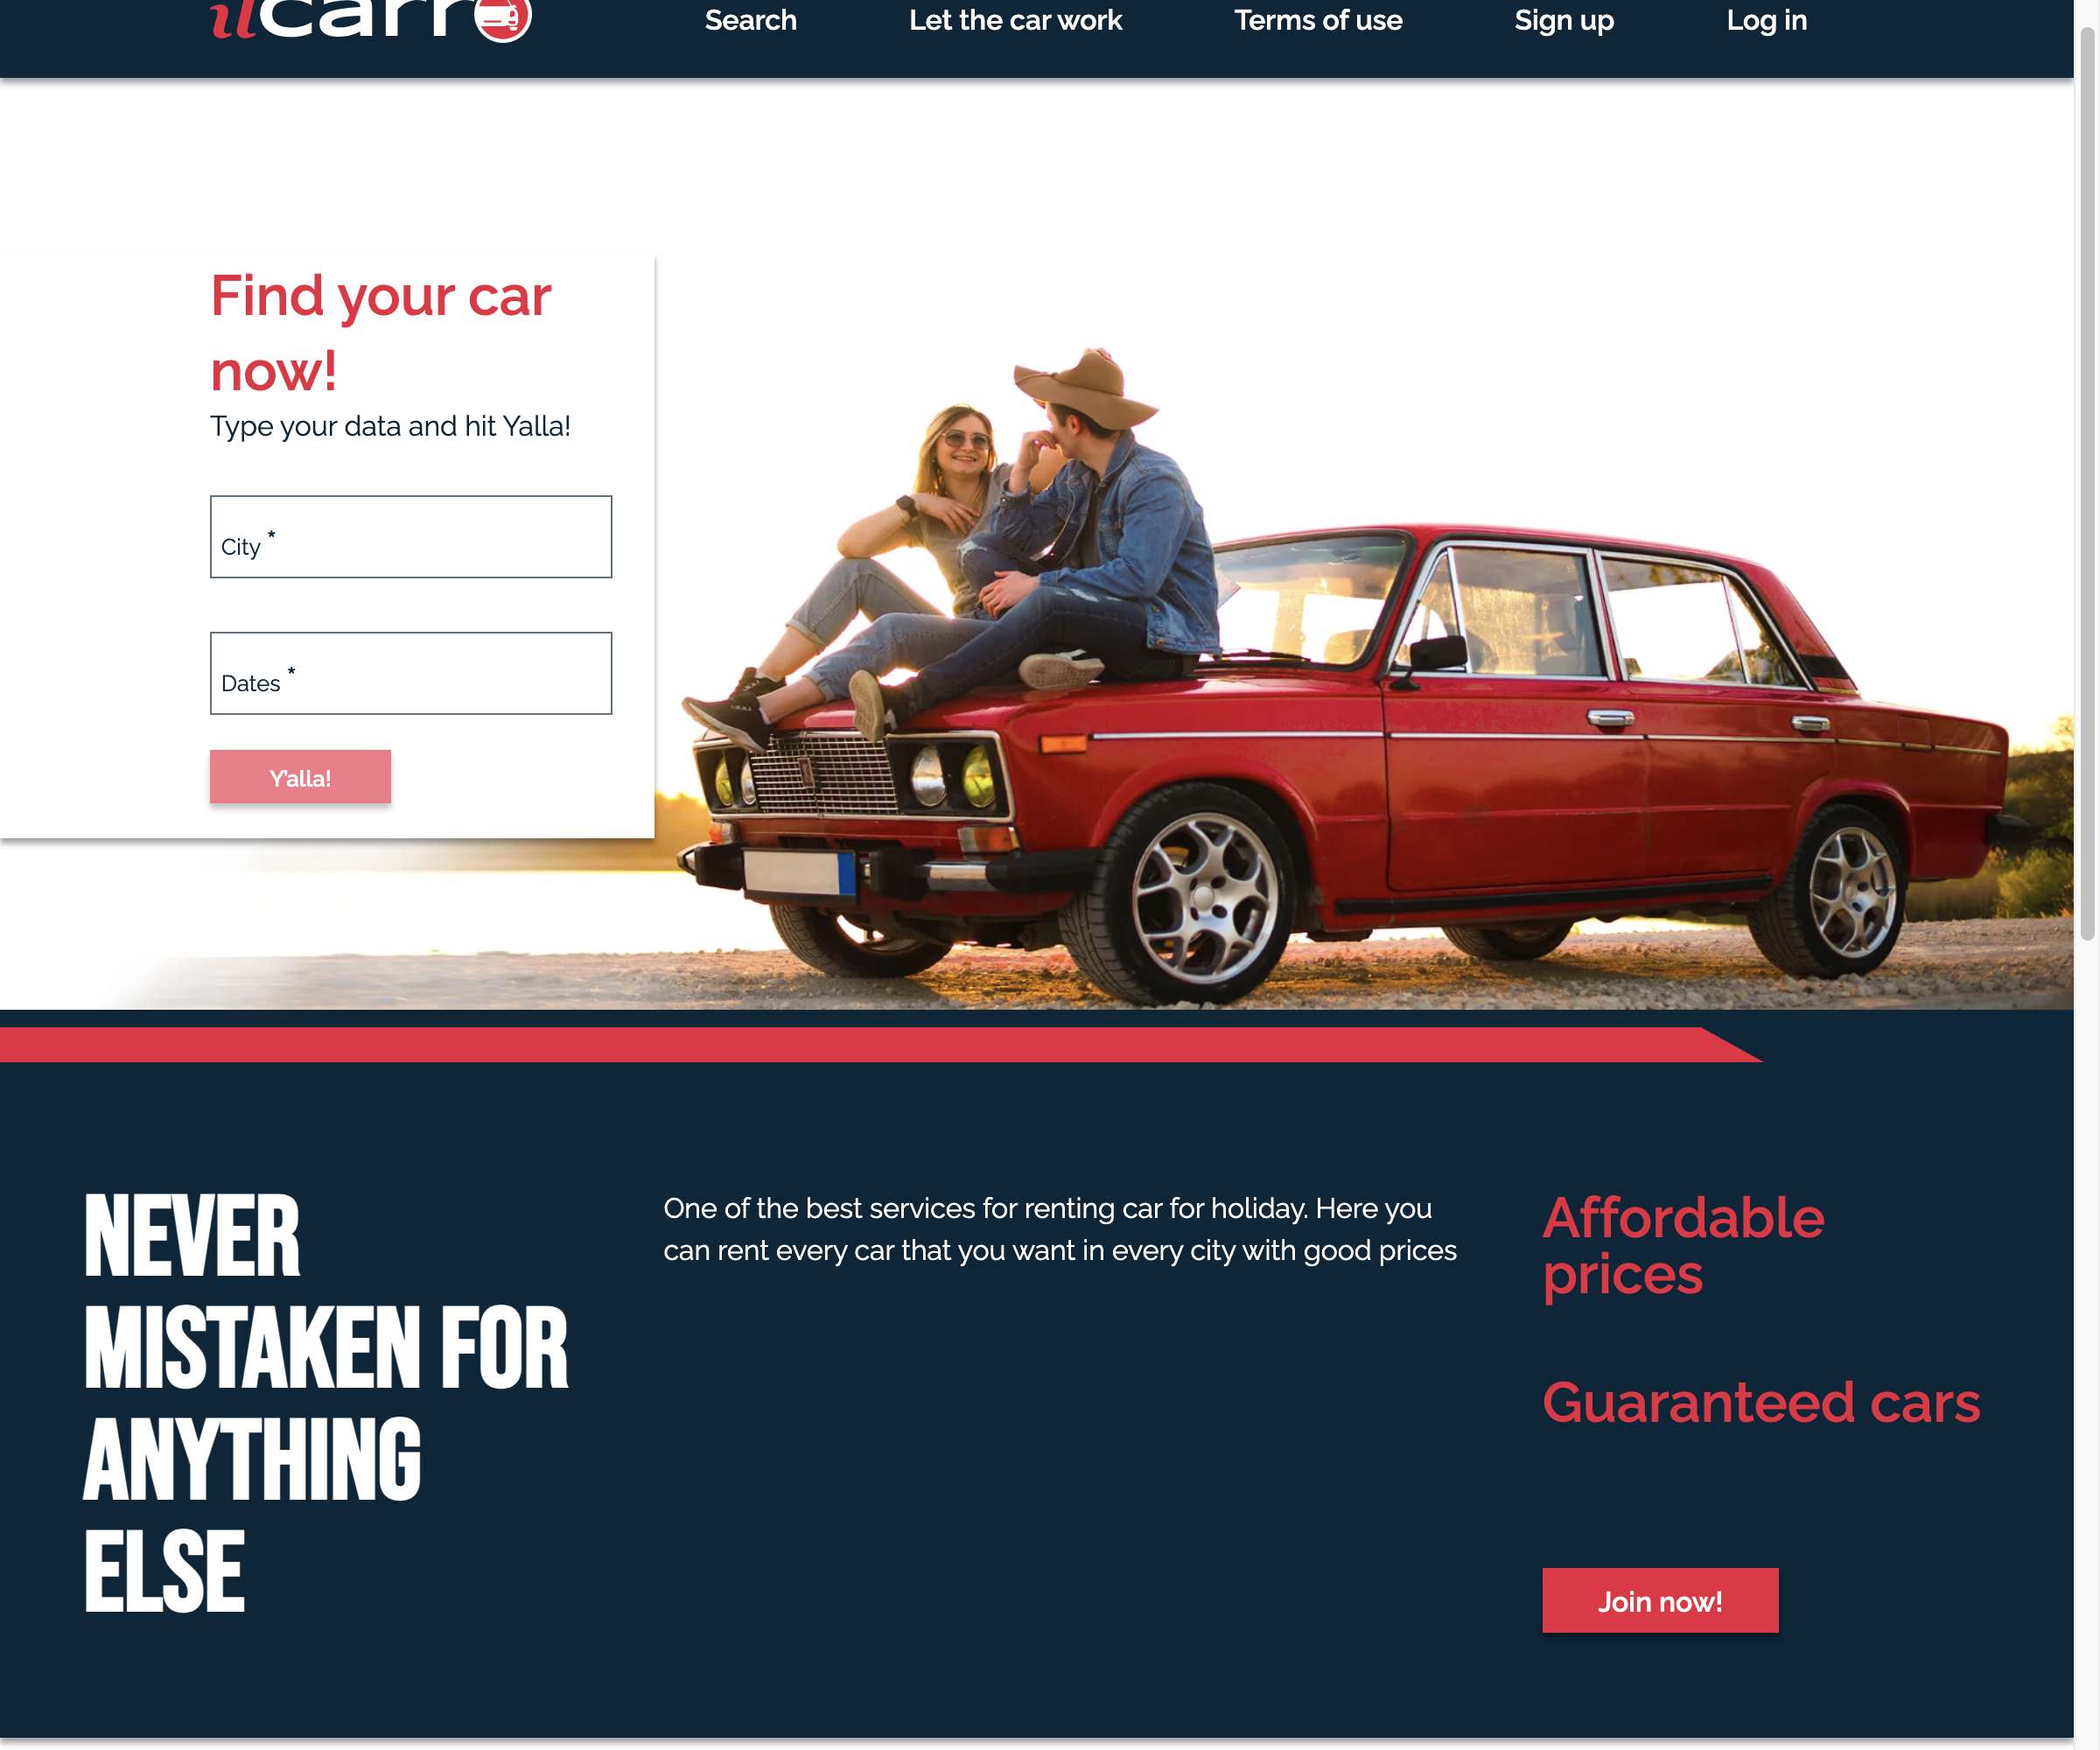 ilcarro
Search
Let the car work
Terms of use
Sign up
Log in
Find your car
now!
Type your data and hit Yalla!
City *
Dates *
Y'alla!
NEVER
MISTAKEN FOR
ANYTHING
ELSE
One of the best services for renting car for holiday. Here you
can rent every car that you want in every city with good prices
Affordable
prices
Guaranteed cars
Join now!